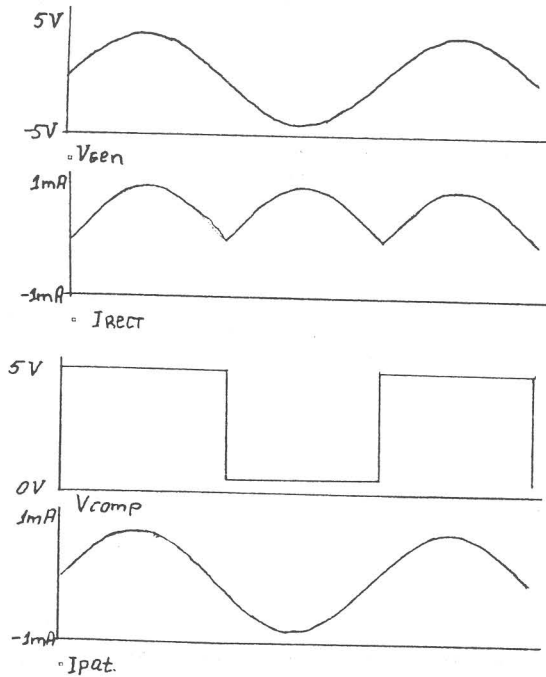 5V
-5V
VGen
1mA
-1mA
IRECT
5V
0V
Vcomp
1mA
-1mA
Ipat.